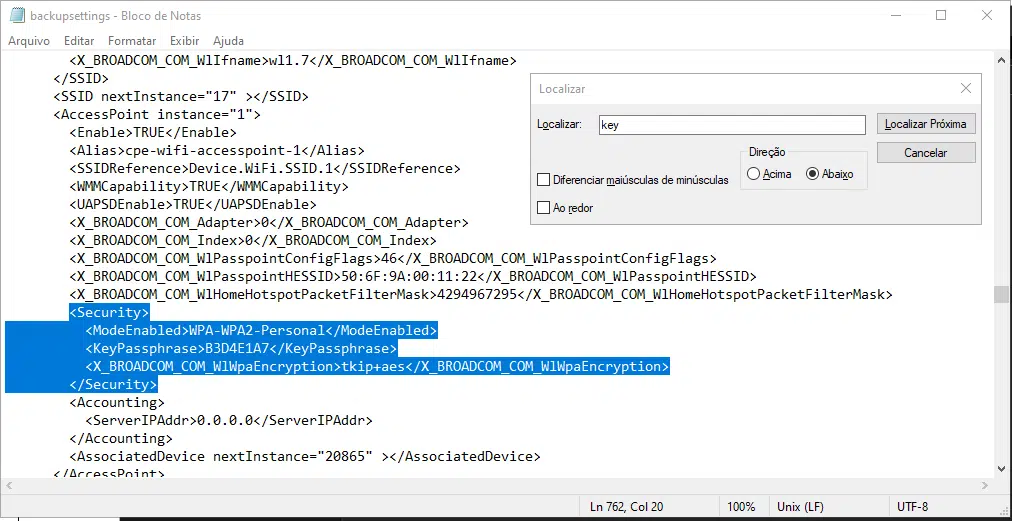 backupsettings - Bloco de Notas
Arquivo Editar Formatar Exibir Ajuda
<X_BROADCOM_COM_WlIfname>wl1.7</X_BROADCOM_COM_WlIfname>
</SSID>
<SSID nextInstance="17" ></SSID>
<AccessPoint instance="1">
<Enable>TRUE</Enable>
<Alias>cpe-wifi-accesspoint-1</Alias>
<SSIDReference>Device.WiFi.SSID.1</SSIDReference>
<WMMCapability>TRUE</WMMCapability>
<UAPSDEnable>TRUE</UAPSDEnable>
<X_BROADCOM_COM_Adapter>0</X_BROADCOM_COM_Adapter>
<X_BROADCOM_COM_Index>0</X_BROADCOM_COM_Index>
<X_BROADCOM_COM_WlPasspointConfigFlags>46</X_BROADCOM_COM_WlPasspointConfigFlags>
<X_BROADCOM_COM_WlPasspointHESSID>50:6F:9A:00:11:22</X_BROADCOM_COM_WlPasspointHESSID>
<X_BROADCOM_COM_WlHomeHotspotPacketFilterMask>4294967295</X_BROADCOM_COM_WlHomeHotspotPacketFilterMask>
<Security>
<ModeEnabled>WPA-WPA2-Personal</ModeEnabled>
<KeyPassphrase>B3D4E1A7</KeyPassphrase>
<X_BROADCOM_COM_WlWpaEncryption>tkip+aes</X_BROADCOM_COM_WlWpaEncryption>
</Security>
<Accounting>
<ServerIPAddr>0.0.0.0</ServerIPAddr>
</Accounting>
<AssociatedDevice nextInstance="20865" ></AssociatedDevice>
</AccessPoint>
Localizar
Localizar: key Localizar Próxima
Direção Cancelar
Acima Abaixo
Diferenciar maiúsculas de minúsculas
Ao redor
Ln 762, Col 20 100% Unix (LF) UTF-8